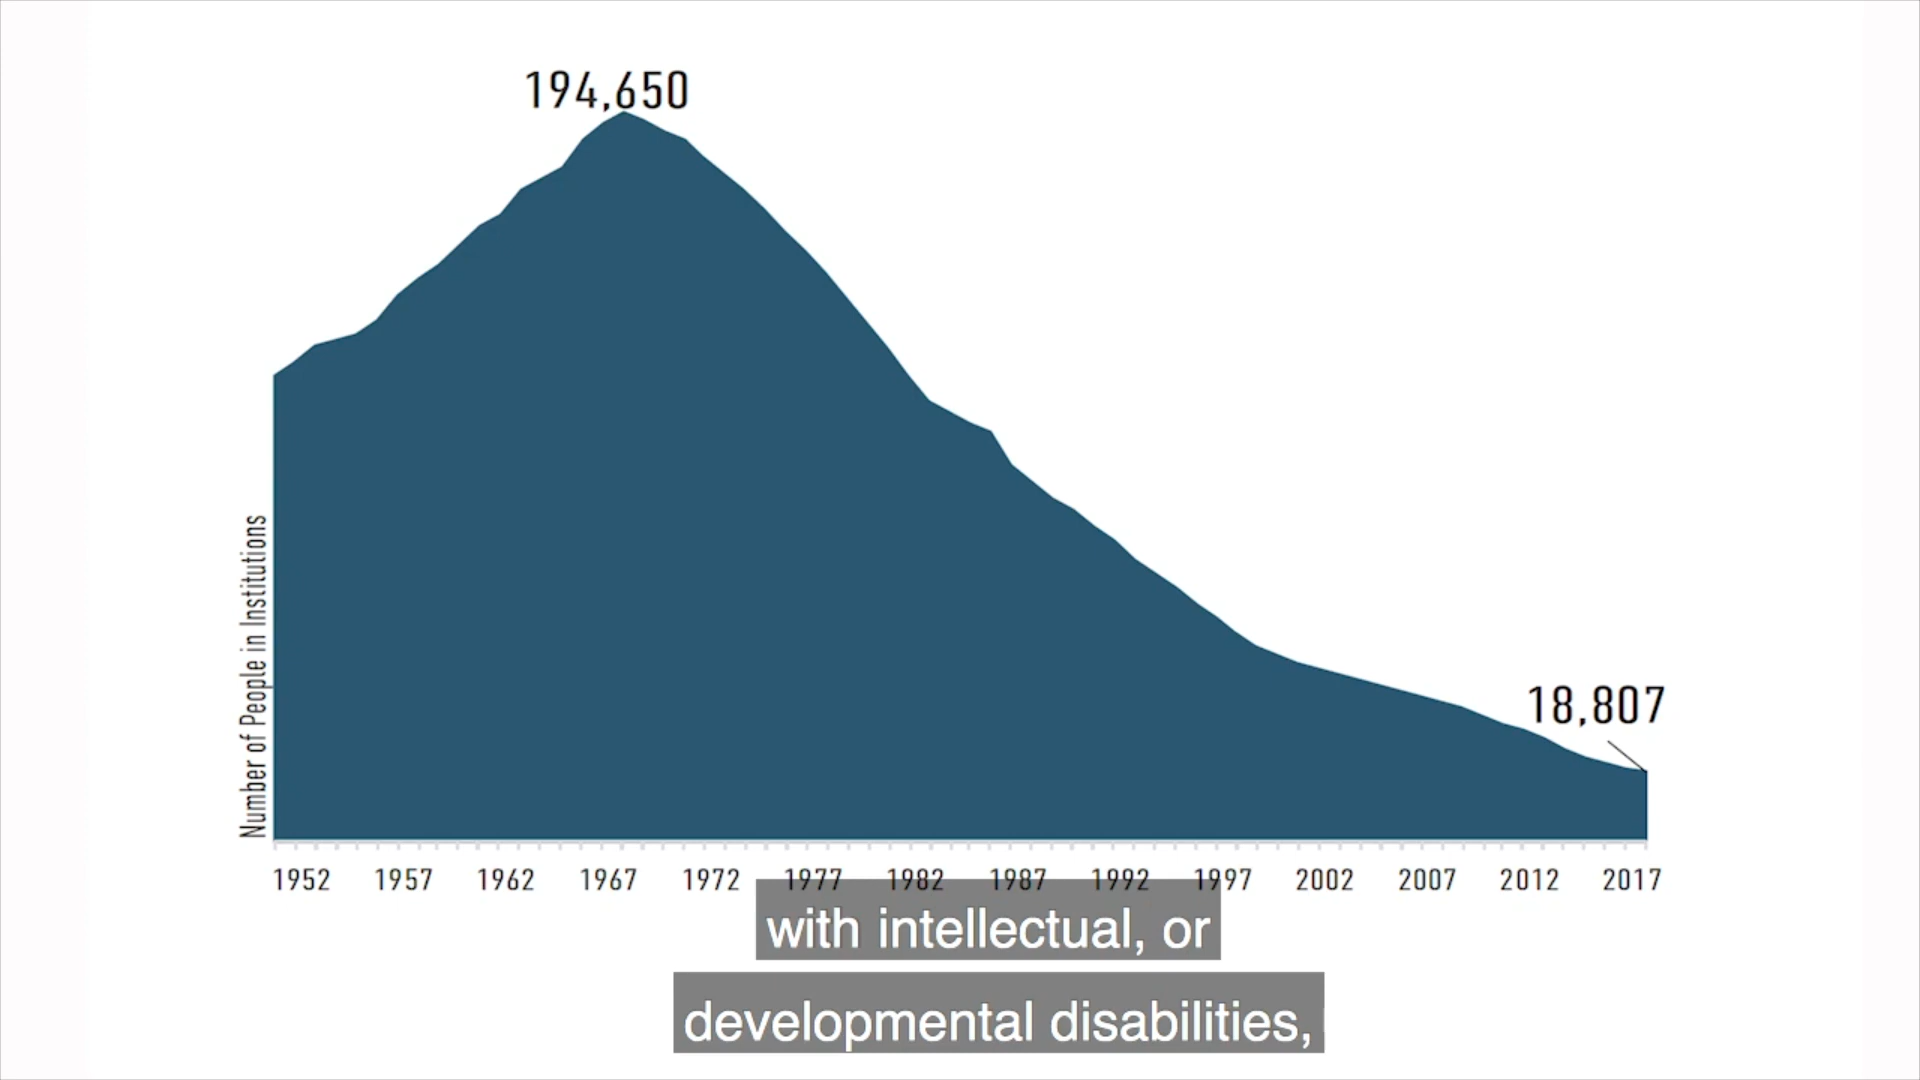 194,650
18,807
Number of People in Institutions
1952 1957 1962 1967 1972 1977 1982 1987 1992 1997 2002 2007 2012 2017
with intellectual, or
developmental disabilities,